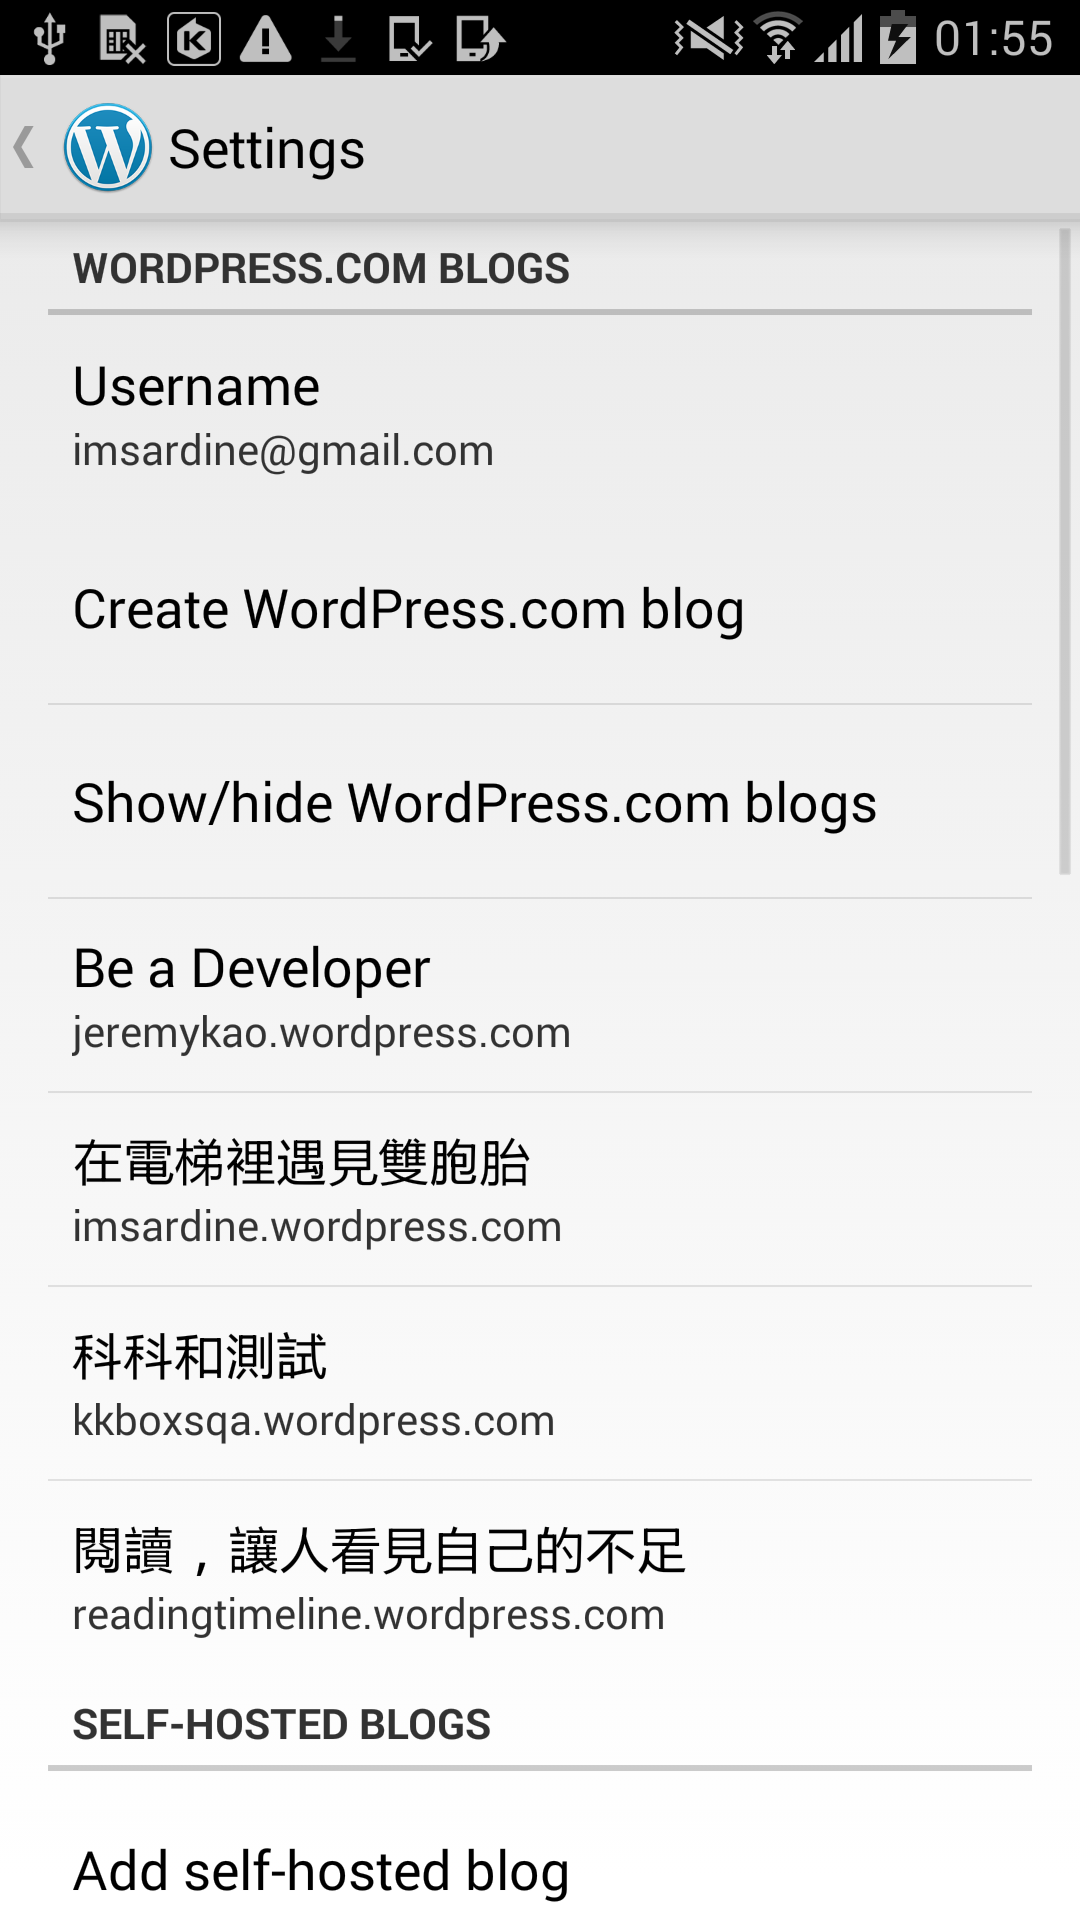 01:55
Settings
WORDPRESS.COM BLOGS
Username
imsardine@gmail.com
Create WordPress.com blog
Show/hide WordPress.com blogs
Be a Developer
jeremykao.wordpress.com
在電梯裡遇見雙胞胎
imsardine.wordpress.com
科科和測試
kkboxsqa.wordpress.com
閱讀，讓人看見自己的不足
readingtimeline.wordpress.com
SELF-HOSTED BLOGS
Add self-hosted blog